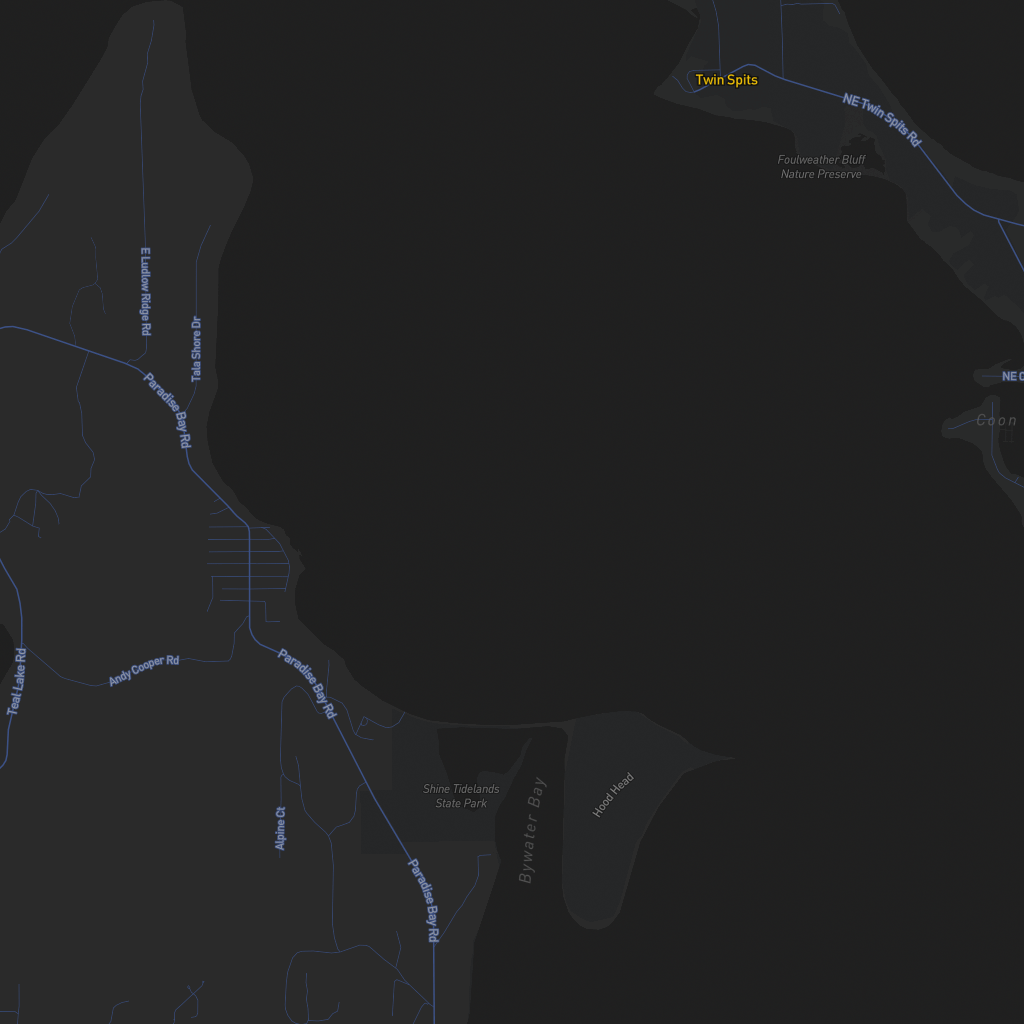 Twin Spits
NE Twin Spits Rd
Foulweather Bluff
Nature Preserve
E Ludlow Ridge Rd
Tala Shore Dr
Paradise Bay Rd
NE C
Coon
Teal Lake Rd
Andy Cooper Rd
Paradise Bay Rd
Hood Head
Shine Tidelands
State Park
Bywater Bay
Alpine Ct
Paradise Bay Rd